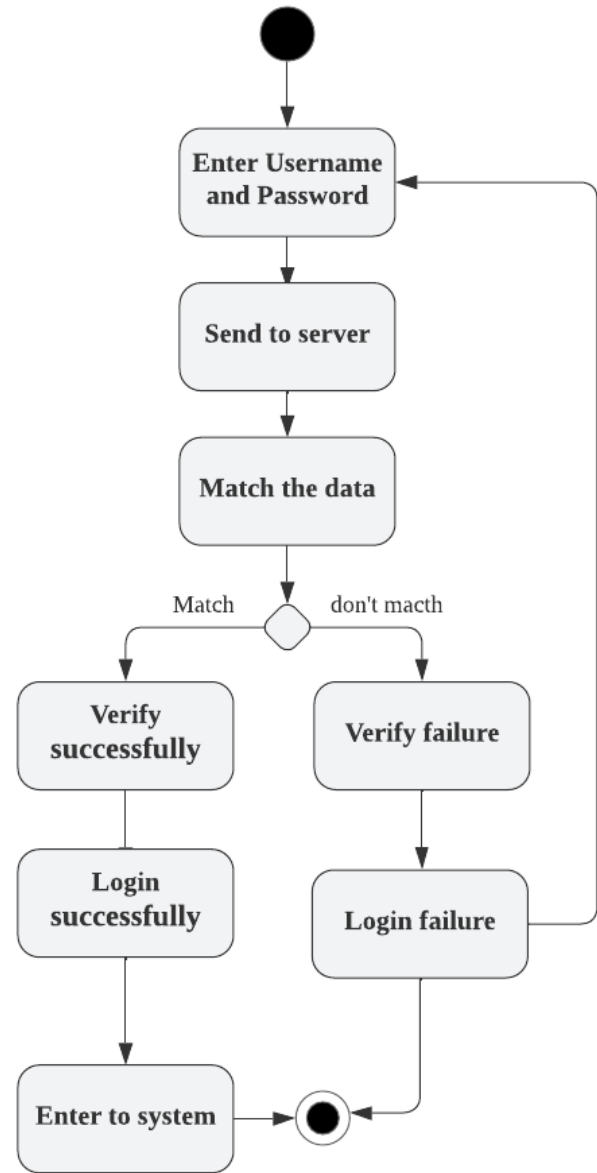 Enter Username
and Password
Send to server
Match the data
Match
don't macth
Verify
successfully
Verify failure
Login
successfully
Login failure
Enter to system